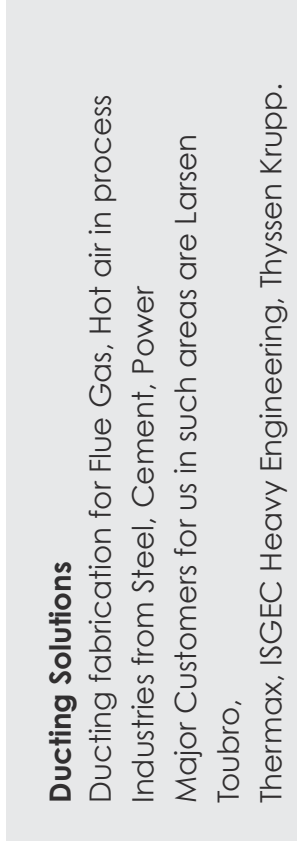 Ducting Solutions
Ducting fabrication for Flue Gas, Hot air in process
Industries from Steel, Cement, Power
Major Customers for us in such areas are Larsen
Toubro,
Thermax, ISGEC Heavy Engineering, Thyssen Krupp.